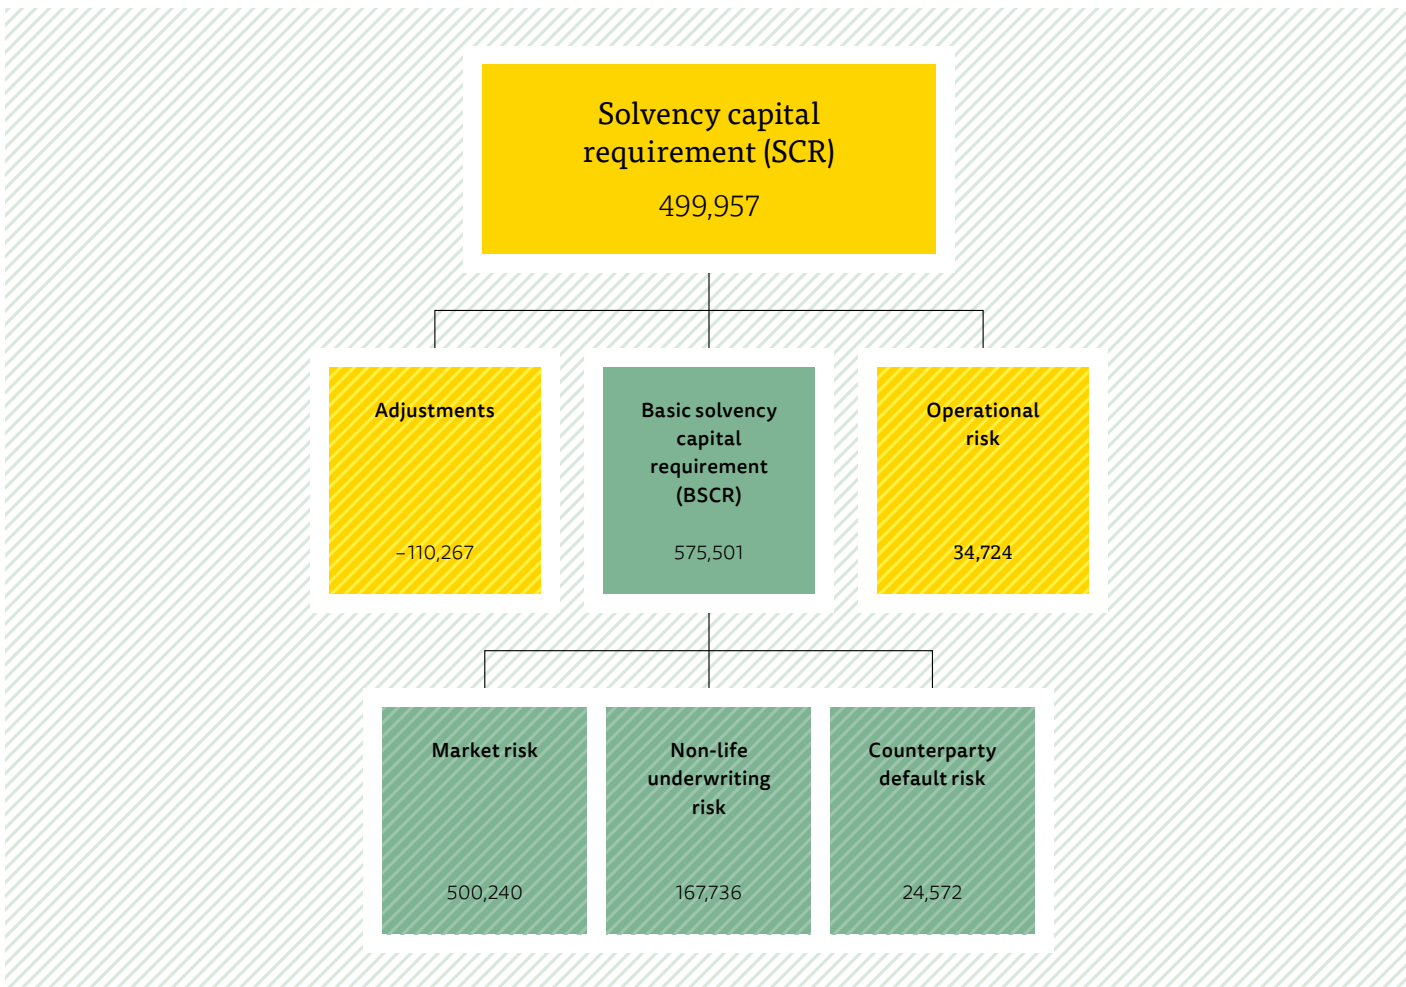 Solvency capital
requirement (SCR)
499,957
Adjustments
–110,267
Basic solvency
capital
requirement
(BSCR)
575,501
Operational
risk
34,724
Market risk
500,240
Non-life
underwriting
risk
167,736
Counterparty
default risk
24,572